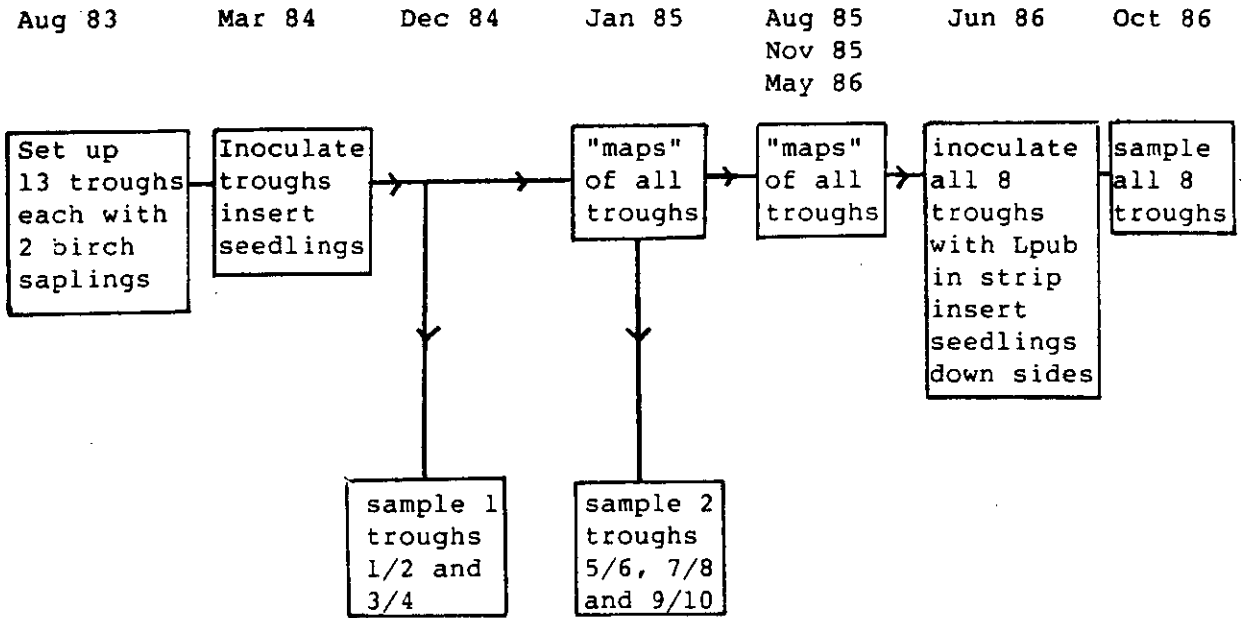 Aug 83 Mar 84 Dec 84 Jan 85 Aug 85 Jun 86 Oct 86
Nov 85
May 86
Set up
13 troughs
each with
2 birch
saplings
Inoculate
troughs
insert
seedlings
"maps"
of all
troughs
"maps"
of all
troughs
inoculate
all 8
troughs
with Lpub
in strip
insert
seedlings
down sides
sample
all 8
troughs
sample 1
troughs
1/2 and
3/4
sample 2
troughs
5/6, 7/8
and 9/10